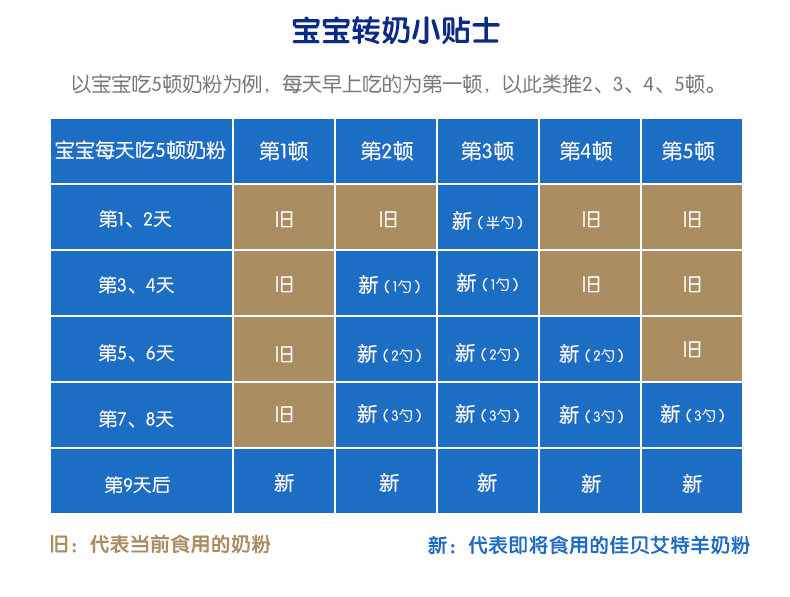 宝宝转奶小贴士
以宝宝吃5顿奶粉为例，每天早上吃的为第一顿，以此类推2、3、4、5顿。
宝宝每天吃5顿奶粉 第1顿 第2顿 第3顿 第4顿 第5顿
第1、2天 旧 旧 新（半勺） 旧 旧
第3、4天 旧 新（1勺） 新（1勺） 旧 旧
第5、6天 旧 新（2勺） 新（2勺） 新（2勺） 旧
第7、8天 旧 新（3勺） 新（3勺） 新（3勺） 新（3勺）
第9天后 新 新 新 新 新
旧：代表当前食用的奶粉 新：代表即将食用的佳贝艾特羊奶粉